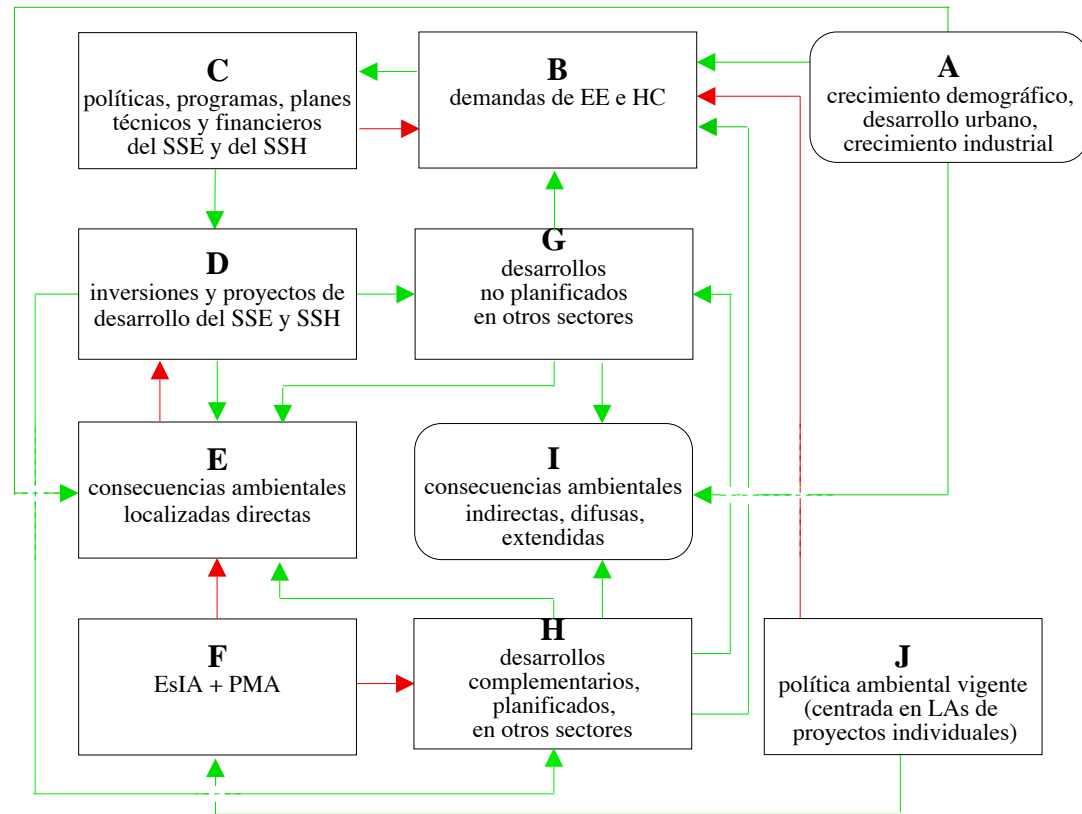 C
políticas, programas, planes
técnicos y financieros
del SSE y del SSH
B
demandas de EE e HC
A
crecimiento demográfico,
desarrollo urbano,
crecimiento industrial
D
inversiones y proyectos de
desarrollo del SSE y SSH
G
desarrollos
no planificados
en otros sectores
E
consecuencias ambientales
localizadas directas
I
consecuencias ambientales
indirectas, difusas,
extendidas
F
EsIA + PMA
H
desarrollos
complementarios,
planificados,
en otros sectores
J
política ambiental vigente
(centrada en LAs de
proyectos individuales)